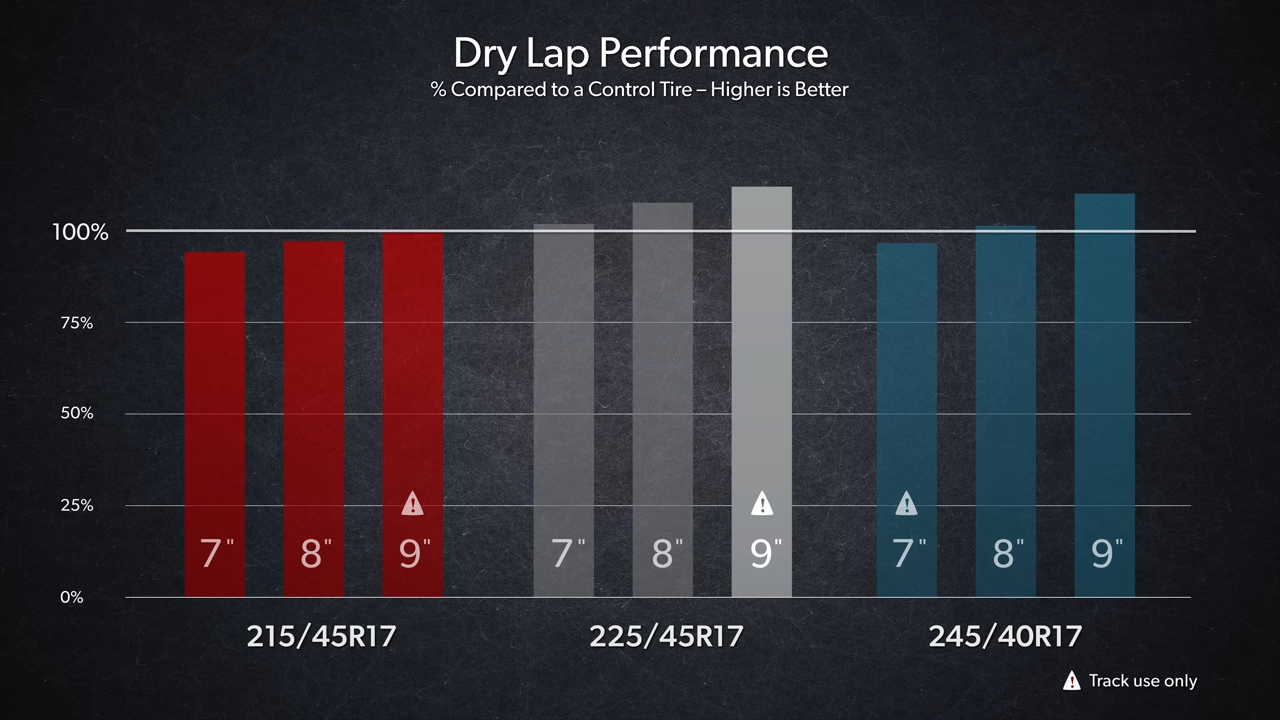 Dry Lap Performance
% Compared to a Control Tire – Higher is Better
100%
75%
50%
25%
0%
7"
8"
9"
7"
8"
9"
7"
8"
9"
215/45R17
225/45R17
245/40R17
Track use only